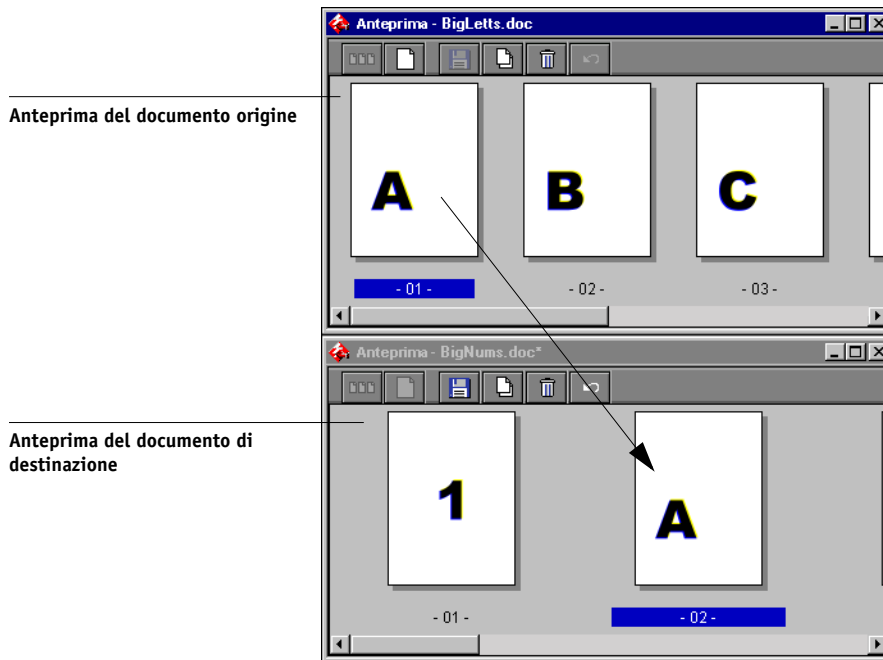 Anteprima - BigLetts.doc
Anteprima del documento origine
A
B
C
- 01 -
- 02 -
- 03 -
Anteprima - BigNums.doc*
Anteprima del documento di
destinazione
1
A
- 01 -
- 02 -